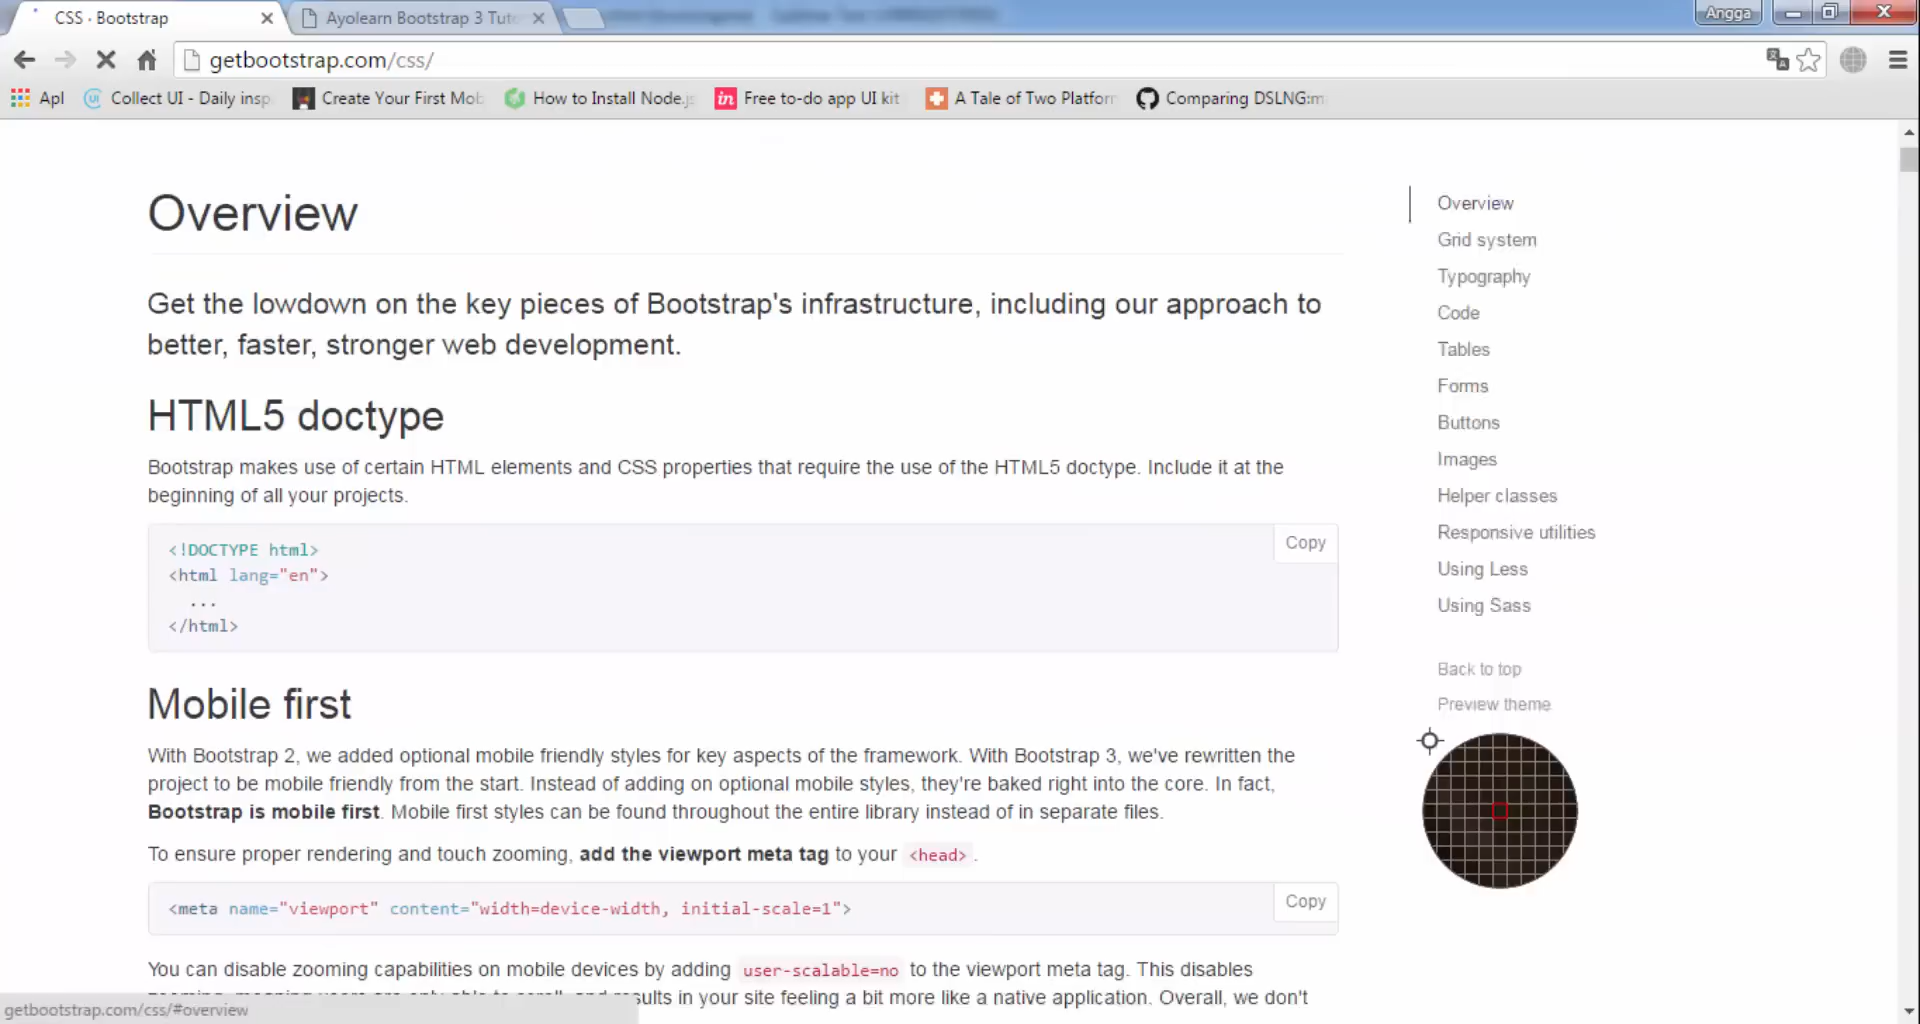 CSS · Bootstrap
Ayolearn Bootstrap 3 Tut
Angga
getbootstrap.com/css/
Apl
Collect UI - Daily insp
Create Your First Mob
How to Install Node.js
Free to-do app UI kit
A Tale of Two Platforn
Comparing DSLNG:m
Overview
Get the lowdown on the key pieces of Bootstrap's infrastructure, including our approach to
better, faster, stronger web development.
HTML5 doctype
Bootstrap makes use of certain HTML elements and CSS properties that require the use of the HTML5 doctype. Include it at the
beginning of all your projects.
Copy
<!DOCTYPE html>
<html lang="en">
...
</html>
Mobile first
With Bootstrap 2, we added optional mobile friendly styles for key aspects of the framework. With Bootstrap 3, we've rewritten the
project to be mobile friendly from the start. Instead of adding on optional mobile styles, they're baked right into the core. In fact,
Bootstrap is mobile first. Mobile first styles can be found throughout the entire library instead of in separate files.
To ensure proper rendering and touch zooming, add the viewport meta tag to your <head>.
Copy
<meta name="viewport" content="width=device-width, initial-scale=1">
You can disable zooming capabilities on mobile devices by adding user-scalable=no to the viewport meta tag. This disables
results in your site feeling a bit more like a native application. Overall, we don't
getbootstrap.com/css/#overview
Overview
Grid system
Typography
Code
Tables
Forms
Buttons
Images
Helper classes
Responsive utilities
Using Less
Using Sass
Back to top
Preview theme